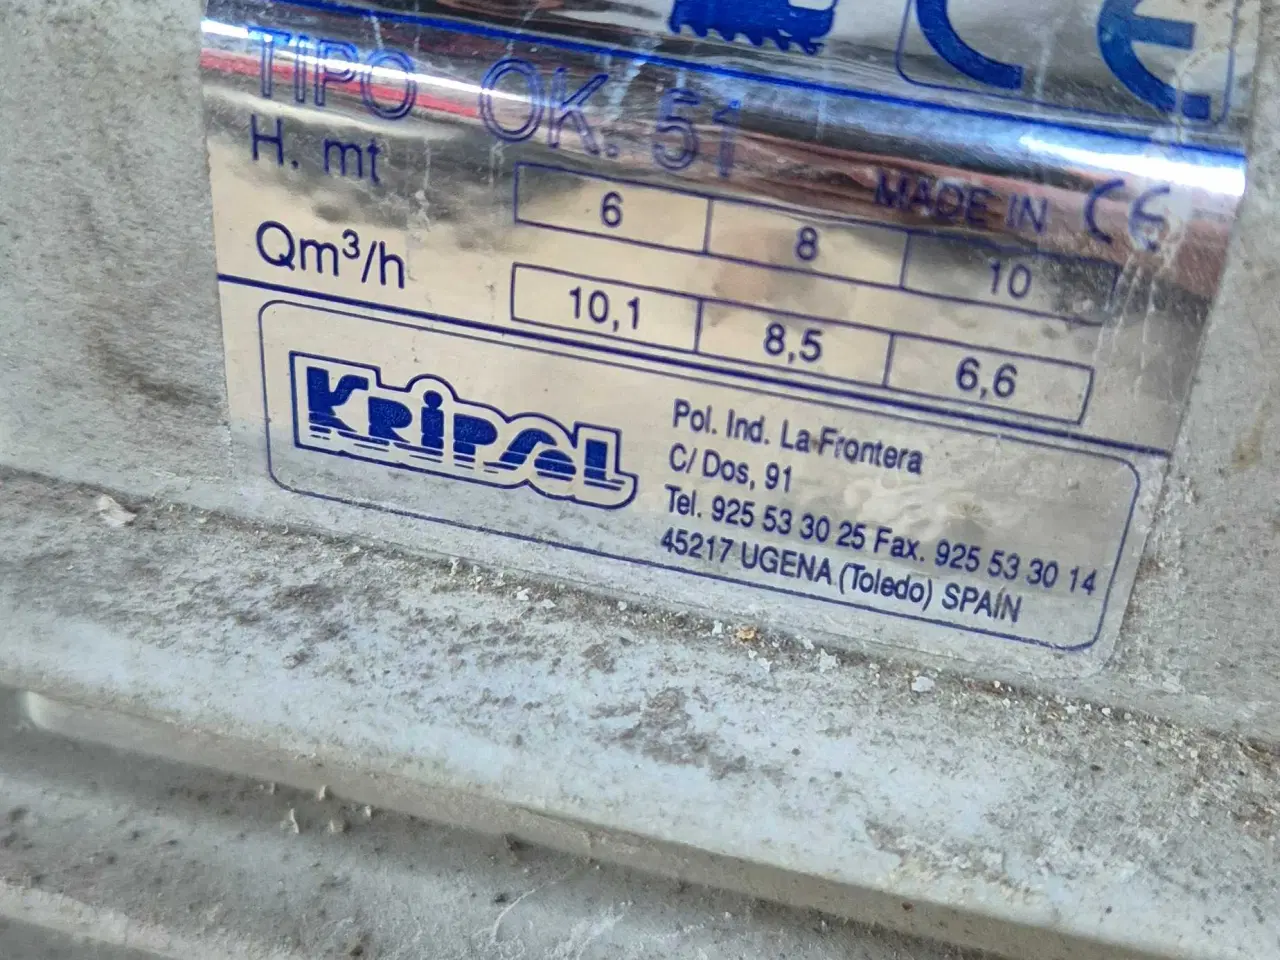 CE
TIPO OK. 51
MADE IN CE
H. mt 6 8 10
Qm³/h 10,1 8,5 6,6
KRIPSOL
Pol. Ind. La Frontera
C/ Dos, 91
Tel. 925 53 30 25 Fax. 925 53 30 14
45217 UGENA (Toledo) SPAIN